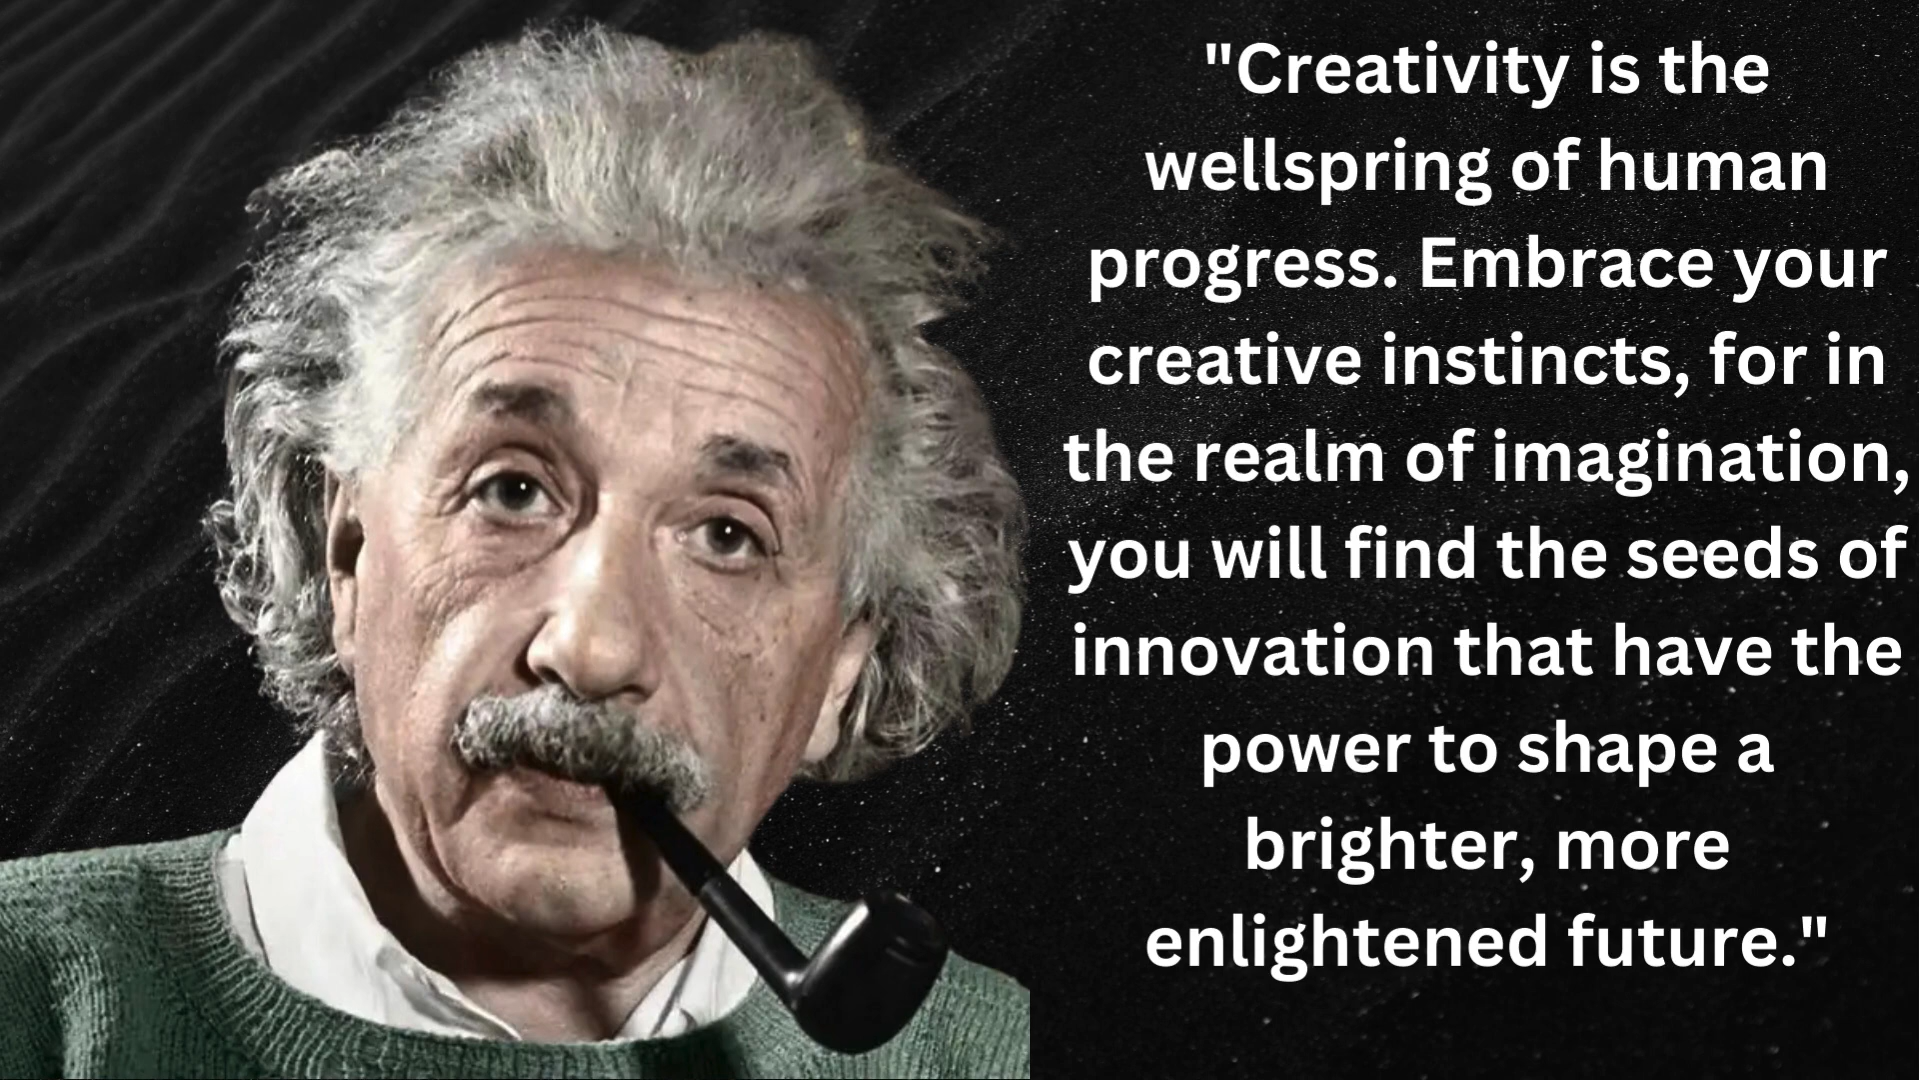 "Creativity is the
wellspring of human
progress. Embrace your
creative instincts, for in
the realm of imagination,
you will find the seeds of
innovation that have the
power to shape a
brighter, more
enlightened future."